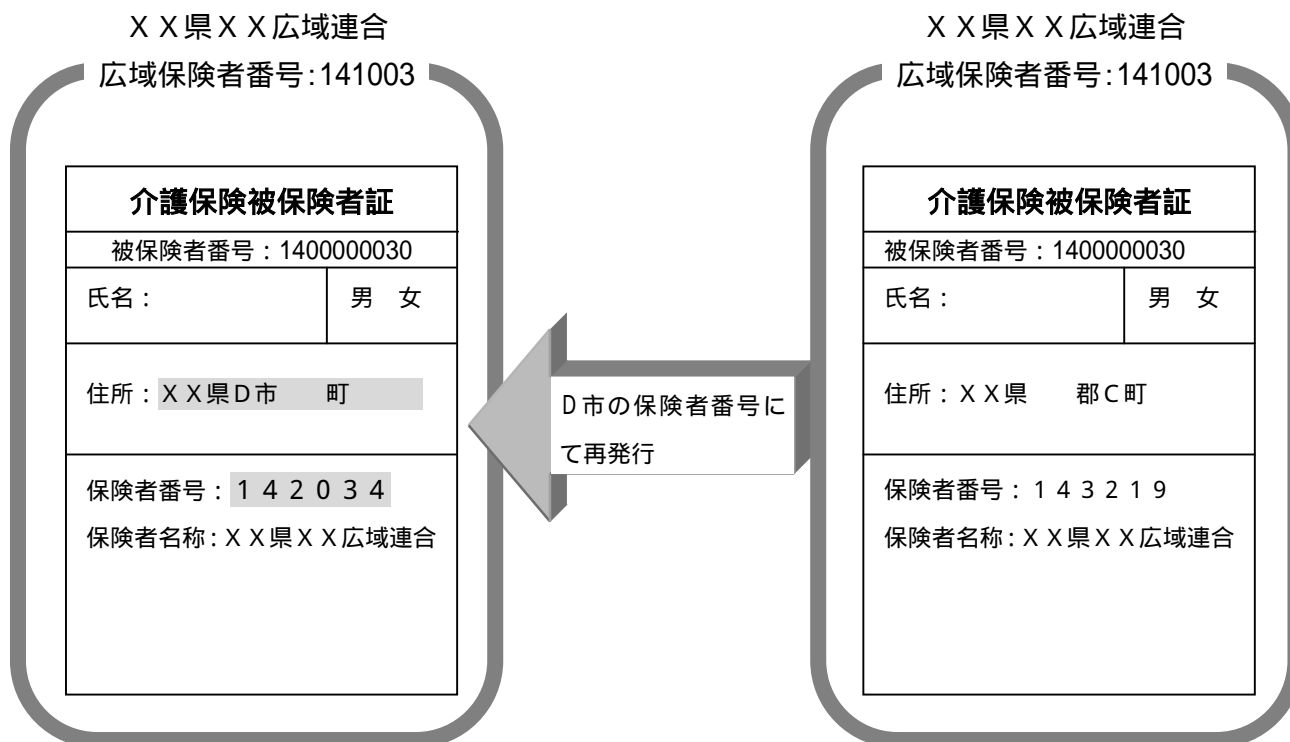 ＸＸ県ＸＸ広域連合
広域保険者番号：141003
介護保険被保険者証
被保険者番号：1400000030
氏名：
男　女
住所：ＸＸ県Ｄ市　　町
保険者番号：１４２０３４
保険者名称：ＸＸ県ＸＸ広域連合
Ｄ市の保険者番号に
て再発行
ＸＸ県ＸＸ広域連合
広域保険者番号：141003
介護保険被保険者証
被保険者番号：1400000030
氏名：
男　女
住所：ＸＸ県　　郡Ｃ町
保険者番号：１４３２１９
保険者名称：ＸＸ県ＸＸ広域連合